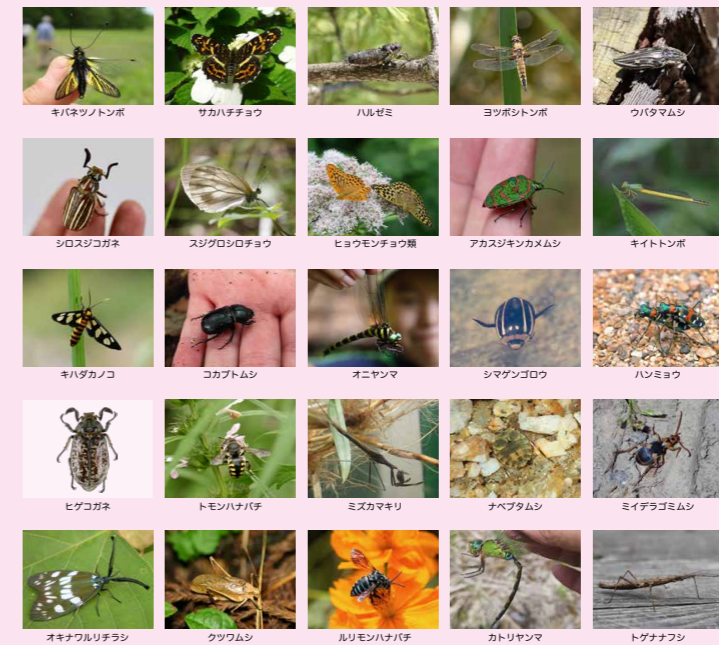 キバネツノトンボ
サカハチチョウ
ハルゼミ
ヨツボシトンボ
ウバタマムシ
シロスジコガネ
スジグロシロチョウ
ヒョウモンチョウ類
アカスジキンカメムシ
キイトトンボ
キハダカノコ
コカブトムシ
オニヤンマ
シマゲンゴロウ
ハンミョウ
ヒゲコガネ
トモンハナバチ
ミズカマキリ
ナベブタムシ
ミイデラゴミムシ
オキナワルリチラシ
クツワムシ
ルリモンハナバチ
カトリヤンマ
トゲナナフシ